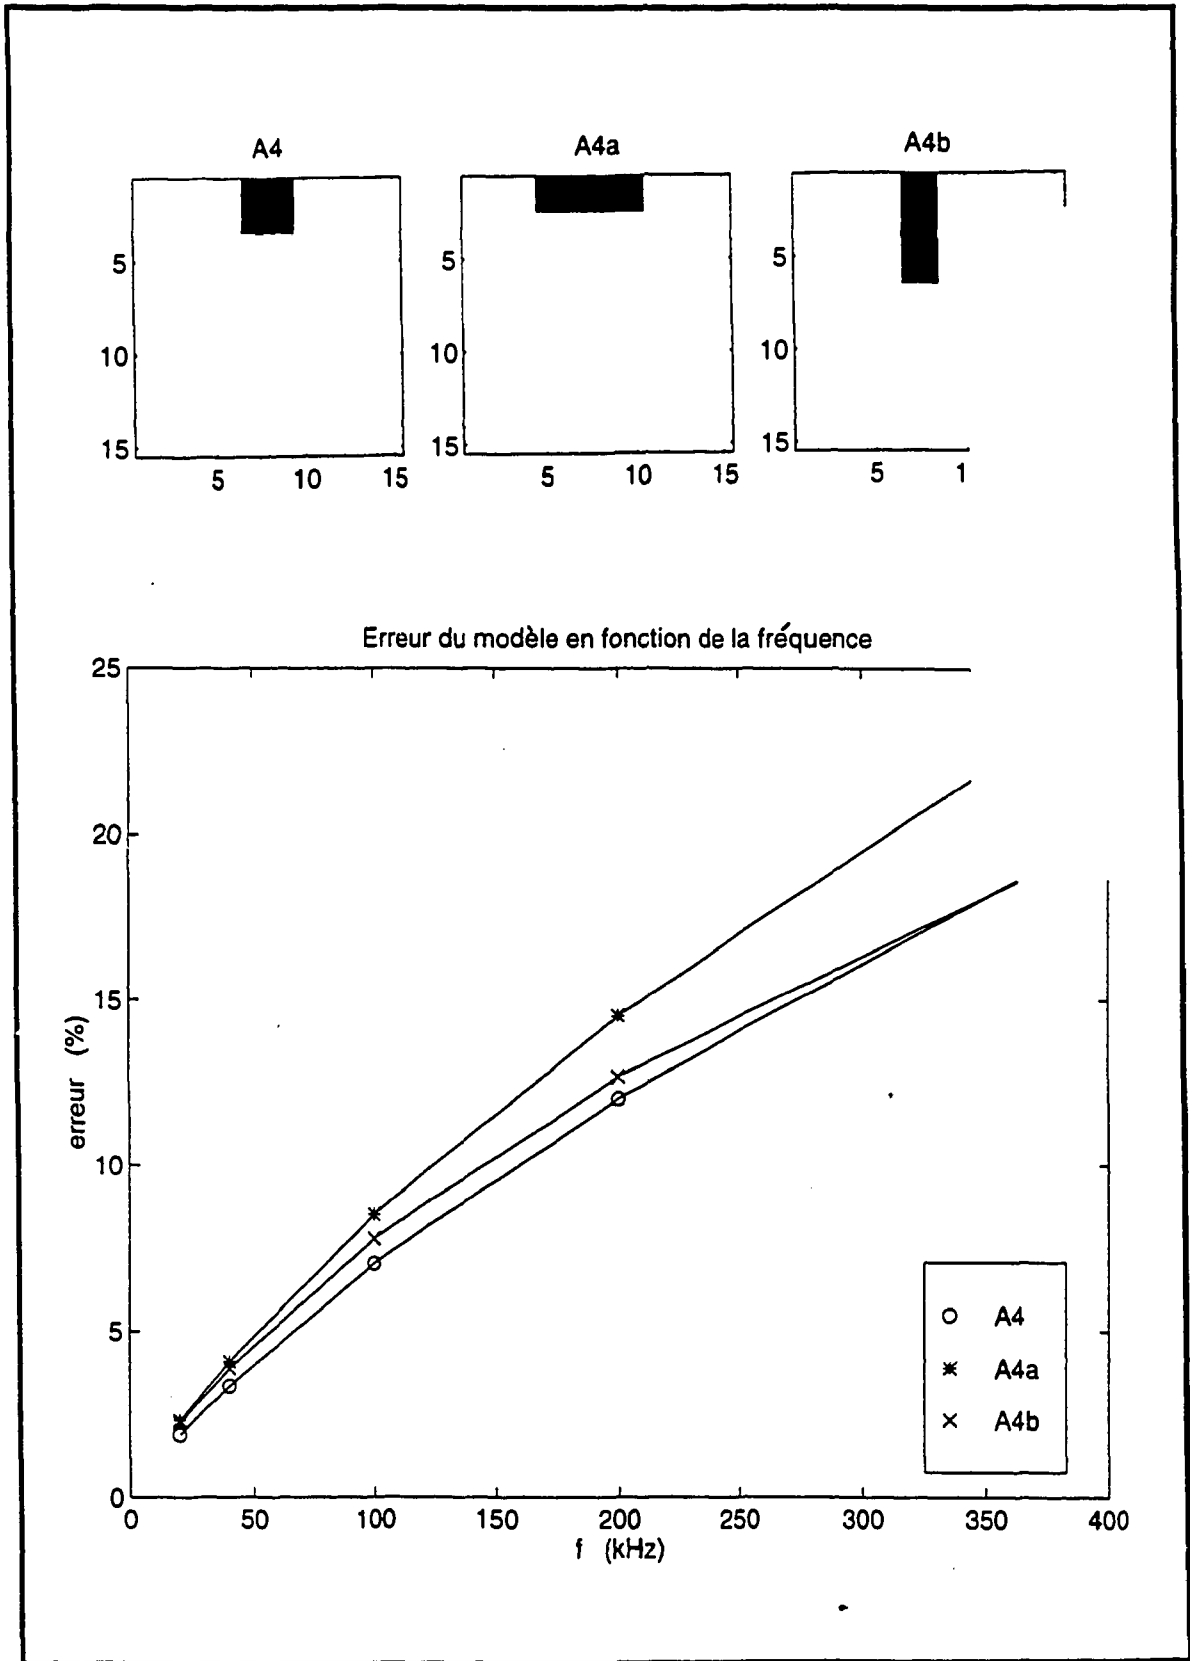 A4 A4a A4b
5 5 5
10 10 10
15 15 15
5 10 15 5 10 15 5 1
Erreur du modèle en fonction de la fréquence
25
20
15
10
5
0
erreur (%)
0 50 100 150 200 250 300 350 400
f (kHz)
A4
A4a
A4b